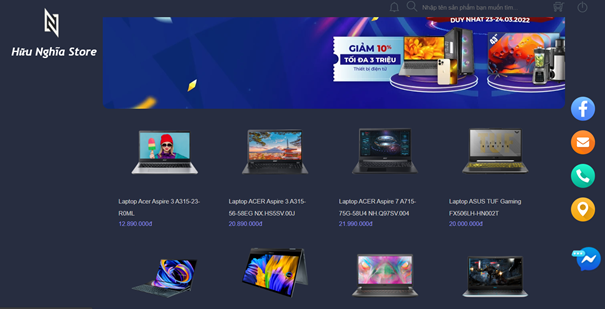 Hữu Nghĩa Store
Nhập tên sản phẩm bạn muốn tìm...
DUY NHẤT 23-24.03.2022
GIẢM 10%
TỐI ĐA 3 TRIỆU
Thiết bị điện tử
Laptop Acer Aspire 3 A315-23-
R0ML
12.890.000đ
Laptop ACER Aspire 3 A315-
56-58EG NX.HS5SV.00J
20.890.000đ
Laptop ACER Aspire 7 A715-
75G-58U4 NH.Q97SV.004
21.990.000đ
Laptop ASUS TUF Gaming
FX506LH-HN002T
20.000.000đ